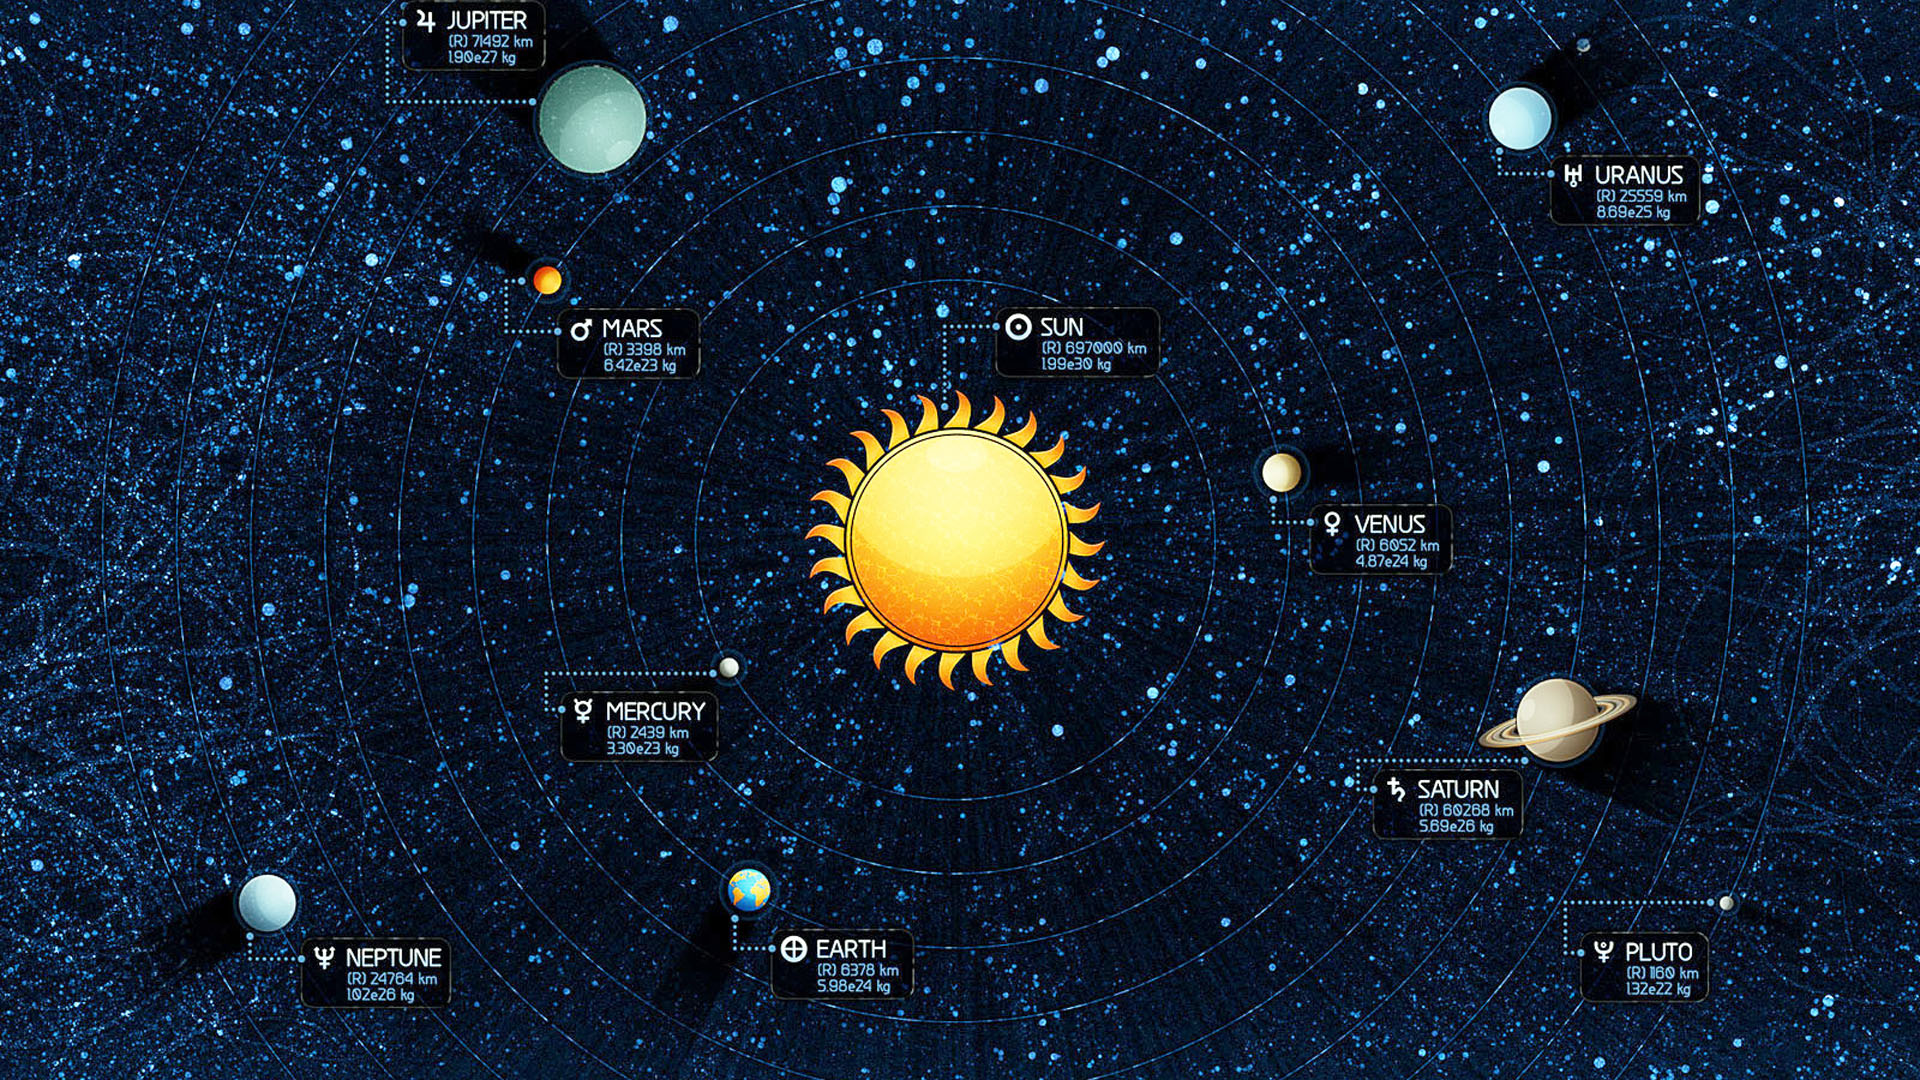 JUPITER
(R) 71492 km
1.90e27 kg
URANUS
(R) 25559 km
8.69e25 kg
MARS
(R) 3398 km
6.42e23 kg
SUN
(R) 697000 km
1.99e30 kg
VENUS
(R) 6052 km
4.87e24 kg
MERCURY
(R) 2439 km
3.30e23 kg
SATURN
(R) 60268 km
5.69e26 kg
NEPTUNE
(R) 24764 km
1.02e26 kg
EARTH
(R) 6378 km
5.98e24 kg
PLUTO
(R) 1160 km
1.32e22 kg